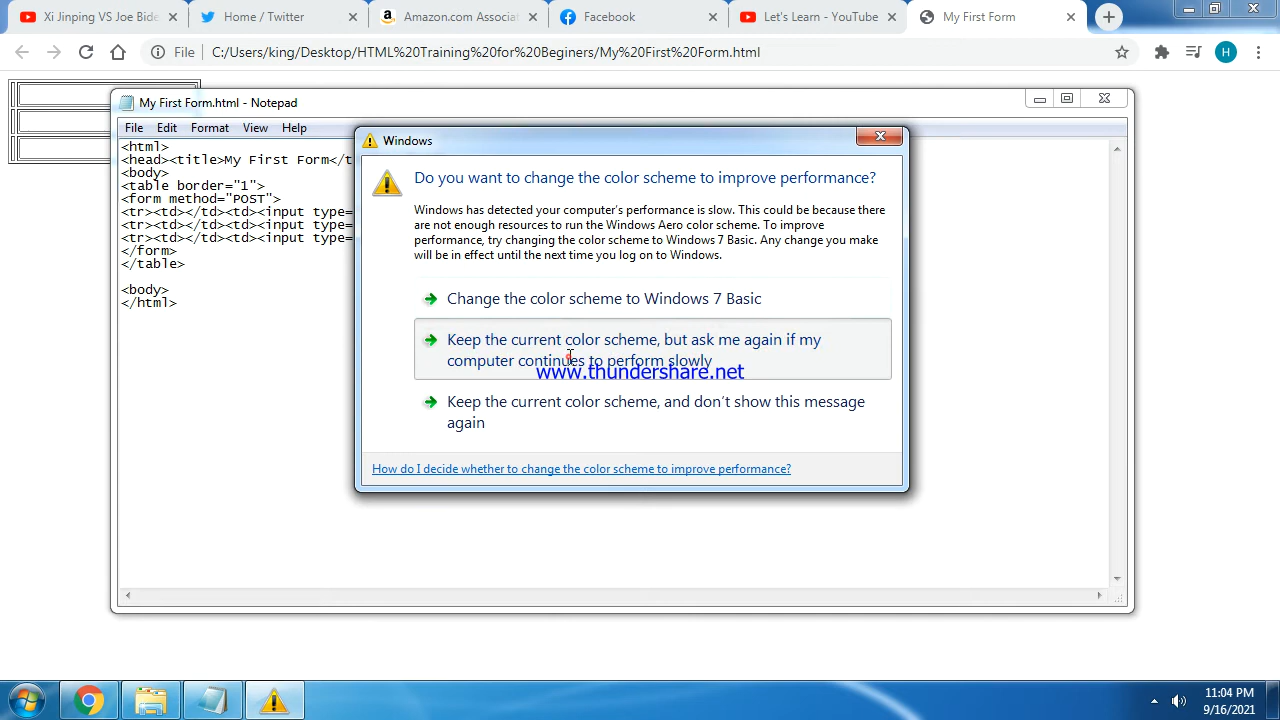 Xi Jinping VS Joe Bide
Home / Twitter
Amazon.com Associat
Facebook
Let's Learn - YouTube
My First Form
File
C:/Users/king/Desktop/HTML%20Training%20for%20Beginers/My%20First%20Form.html
H
My First Form.html - Notepad
File Edit Format View Help
<html>
<head><title>My First Form</t
<body>
<table border="1">
<form method="POST">
<tr><td></td><td><input type=
<tr><td></td><td><input type=
<tr><td></td><td><input type=
</form>
</table>
<body>
</html>
Windows
Do you want to change the color scheme to improve performance?
Windows has detected your computer's performance is slow. This could be because there
are not enough resources to run the Windows Aero color scheme. To improve
performance, try changing the color scheme to Windows 7 Basic. Any change you make
will be in effect until the next time you log on to Windows.
Change the color scheme to Windows 7 Basic
Keep the current color scheme, but ask me again if my
computer continues to perform slowly
www.thundershare.net
Keep the current color scheme, and don't show this message
again
How do I decide whether to change the color scheme to improve performance?
11:04 PM
9/16/2021